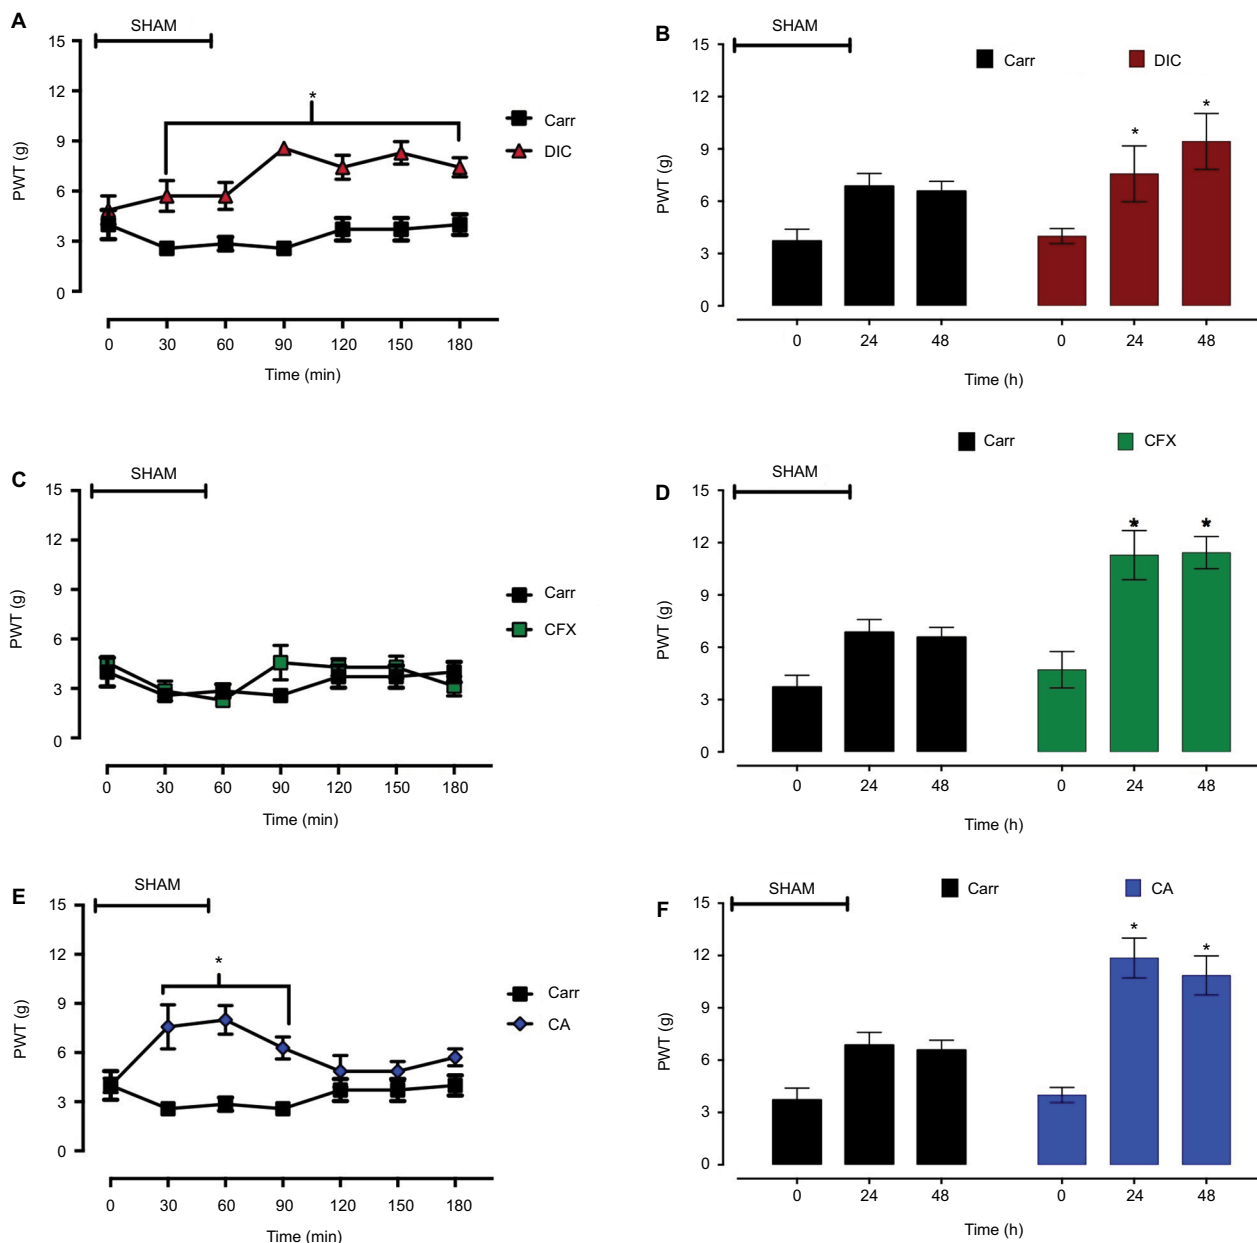 A
SHAM
15
12
9
6
3
0
PWT (g)
*
Carr
DIC
0 30 60 90 120 150 180
Time (min)
B
SHAM
Carr DIC
15
12
9
6
3
0
PWT (g)
*
*
0 24 48 0 24 48
Time (h)
C
SHAM
15
12
9
6
3
0
PWT (g)
Carr
CFX
0 30 60 90 120 150 180
Time (min)
Carr CFX
D
SHAM
15
12
9
6
3
0
PWT (g)
* *
0 24 48 0 24 48
Time (h)
E
SHAM
15
12
9
6
3
0
PWT (g)
*
Carr
CA
0 30 60 90 120 150 180
Time (min)
F
SHAM
Carr CA
15
12
9
6
3
0
PWT (g)
*
*
0 24 48 0 24 48
Time (h)